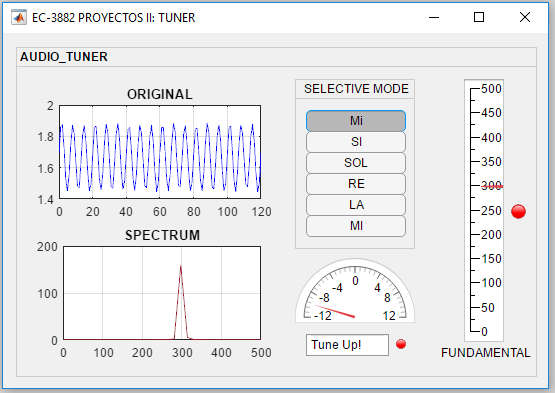 EC-3882 PROYECTOS II: TUNER
AUDIO_TUNER
ORIGINAL
2
1.8
1.6
1.4
0 20 40 60 80 100 120
SPECTRUM
200
100
0
0 100 200 300 400 500
SELECTIVE MODE
Mi
SI
SOL
RE
LA
MI
-12 -8 -4 0 4 8 12
Tune Up!
500
450
400
350
300
250
200
150
100
50
0
FUNDAMENTAL